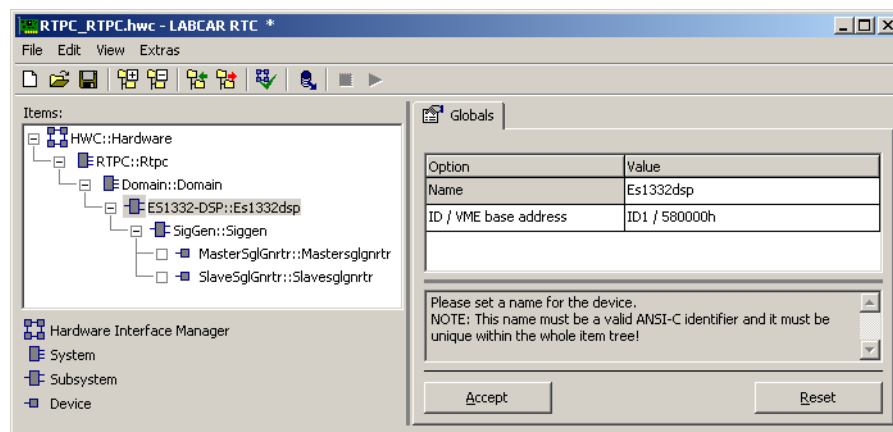 RTPC_RTPC.hwc - LABCAR RTC *
File Edit View Extras
Items:
HWC::Hardware
RTPC::Rtpc
Domain::Domain
ES1332-DSP::Es1332dsp
SigGen::Siggen
MasterSglGnrtr::Mastersglgnrtr
SlaveSglGnrtr::Slavesglgnrtr
Hardware Interface Manager
System
Subsystem
Device
Globals
Option Value
Name Es1332dsp
ID / VME base address ID1 / 580000h
Please set a name for the device.
NOTE: This name must be a valid ANSI-C identifier and it must be
unique within the whole item tree!
Accept Reset